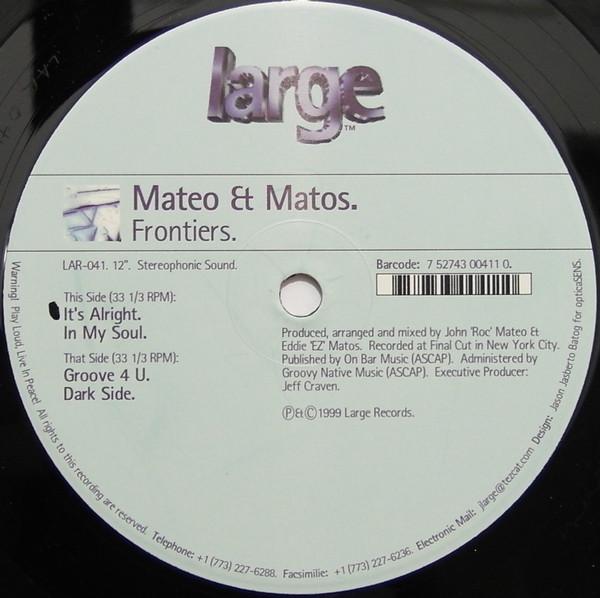 large™
Mateo & Matos.
Frontiers.
LAR-041. 12". Stereophonic Sound.
Barcode: 7 52743 00411 0.
This Side (33 1/3 RPM):
It's Alright.
In My Soul.
That Side (33 1/3 RPM):
Groove 4 U.
Dark Side.
Produced, arranged and mixed by John 'Roc' Mateo &
Eddie 'EZ' Matos. Recorded at Final Cut in New York City.
Published by On Bar Music (ASCAP). Administered by
Groovy Native Music (ASCAP). Executive Producer:
Jeff Craven.
Ⓟ&©1999 Large Records.
Warning! Play Loud, Live In Peace! All rights to this recording are reserved. Telephone: +1 (773) 227-6288. Facsimilie: +1 (773) 227-6236. Electronic Mail: jlarge@tezcat.com Design: Jason Jasberto Batog for opticaSENS.